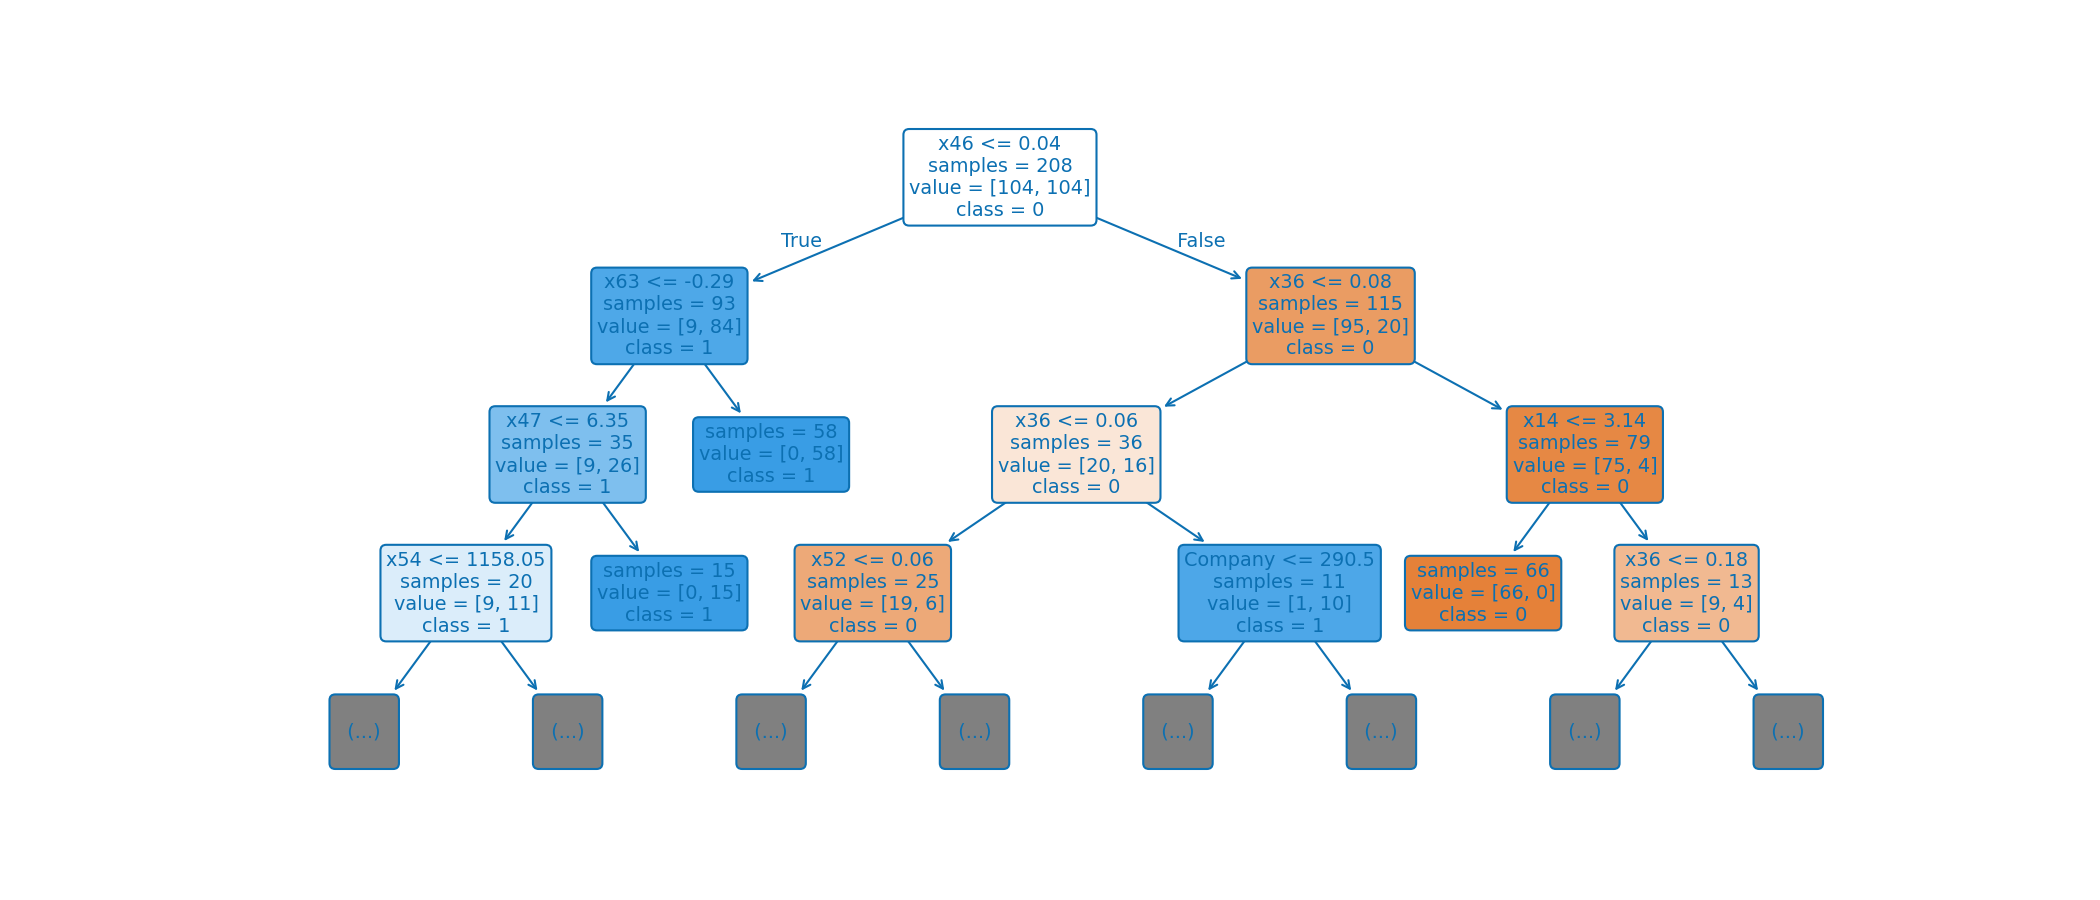 x46 <= 0.04
samples = 208
value = [104, 104]
class = 0
True
False
x63 <= -0.29
samples = 93
value = [9, 84]
class = 1
x36 <= 0.08
samples = 115
value = [95, 20]
class = 0
x47 <= 6.35
samples = 35
value = [9, 26]
class = 1
samples = 58
value = [0, 58]
class = 1
x36 <= 0.06
samples = 36
value = [20, 16]
class = 0
x14 <= 3.14
samples = 79
value = [75, 4]
class = 0
x54 <= 1158.05
samples = 20
value = [9, 11]
class = 1
samples = 15
value = [0, 15]
class = 1
x52 <= 0.06
samples = 25
value = [19, 6]
class = 0
Company <= 290.5
samples = 11
value = [1, 10]
class = 1
samples = 66
value = [66, 0]
class = 0
x36 <= 0.18
samples = 13
value = [9, 4]
class = 0
(...)
(...)
(...)
(...)
(...)
(...)
(...)
(...)